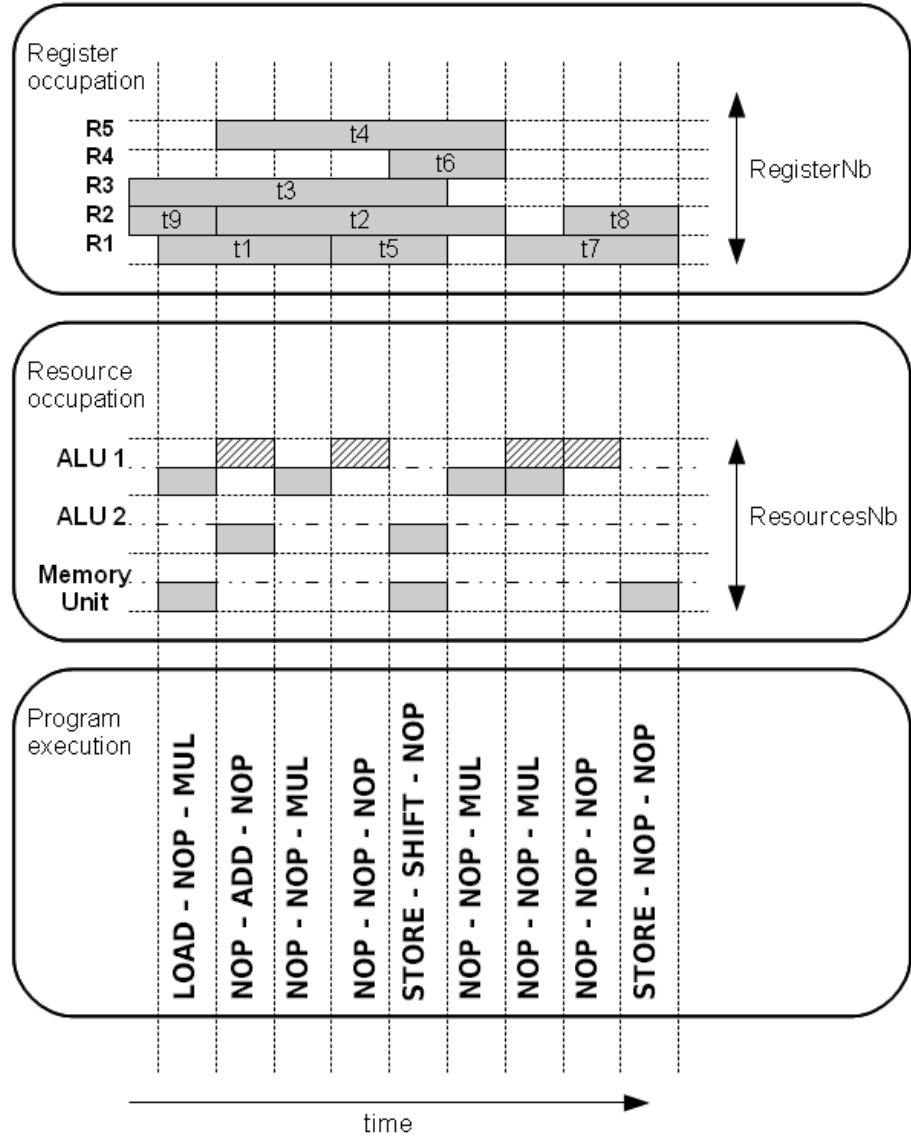 Register
occupation
R5
t4
R4
t6
RegisterNb
R3
t3
R2
t9
t2
t8
R1
t1
t5
t7
Resource
occupation
ALU 1
ALU 2
ResourcesNb
Memory
Unit
Program
execution
LOAD - NOP - MUL
NOP - ADD - NOP
NOP - NOP - MUL
NOP - NOP - NOP
STORE - SHIFT - NOP
NOP - NOP - MUL
NOP - NOP - MUL
NOP - NOP - NOP
STORE - NOP - NOP
time